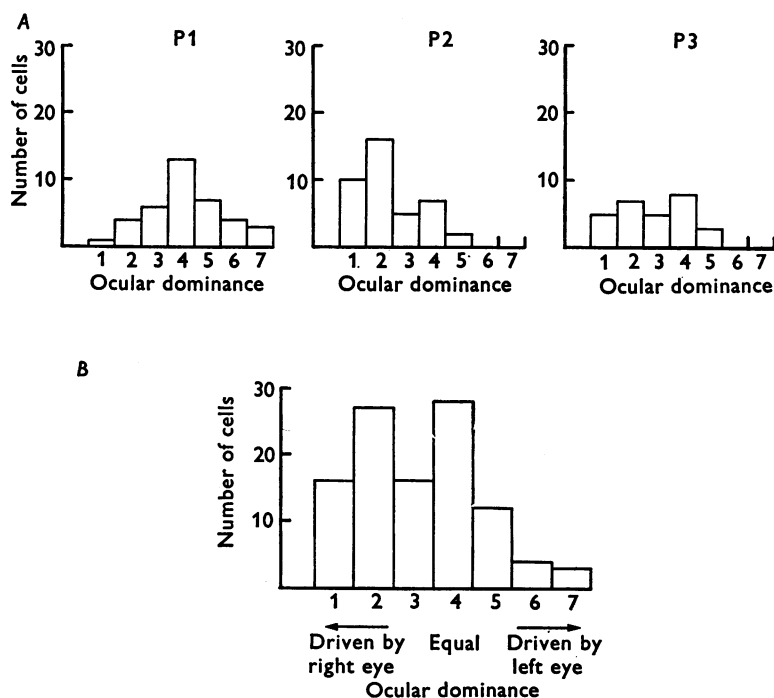 A
P1
P2
P3
Number of cells
30
20
10
1 2 3 4 5 6 7
Ocular dominance
30
20
10
1. 2 3 4 5 6 7
Ocular dominance
30
20
10
1 2 3 4 5 6 7
Ocular dominance
B
Number of cells
30
20
10
1 2 3 4 5 6 7
Driven by Equal Driven by
right eye left eye
Ocular dominance